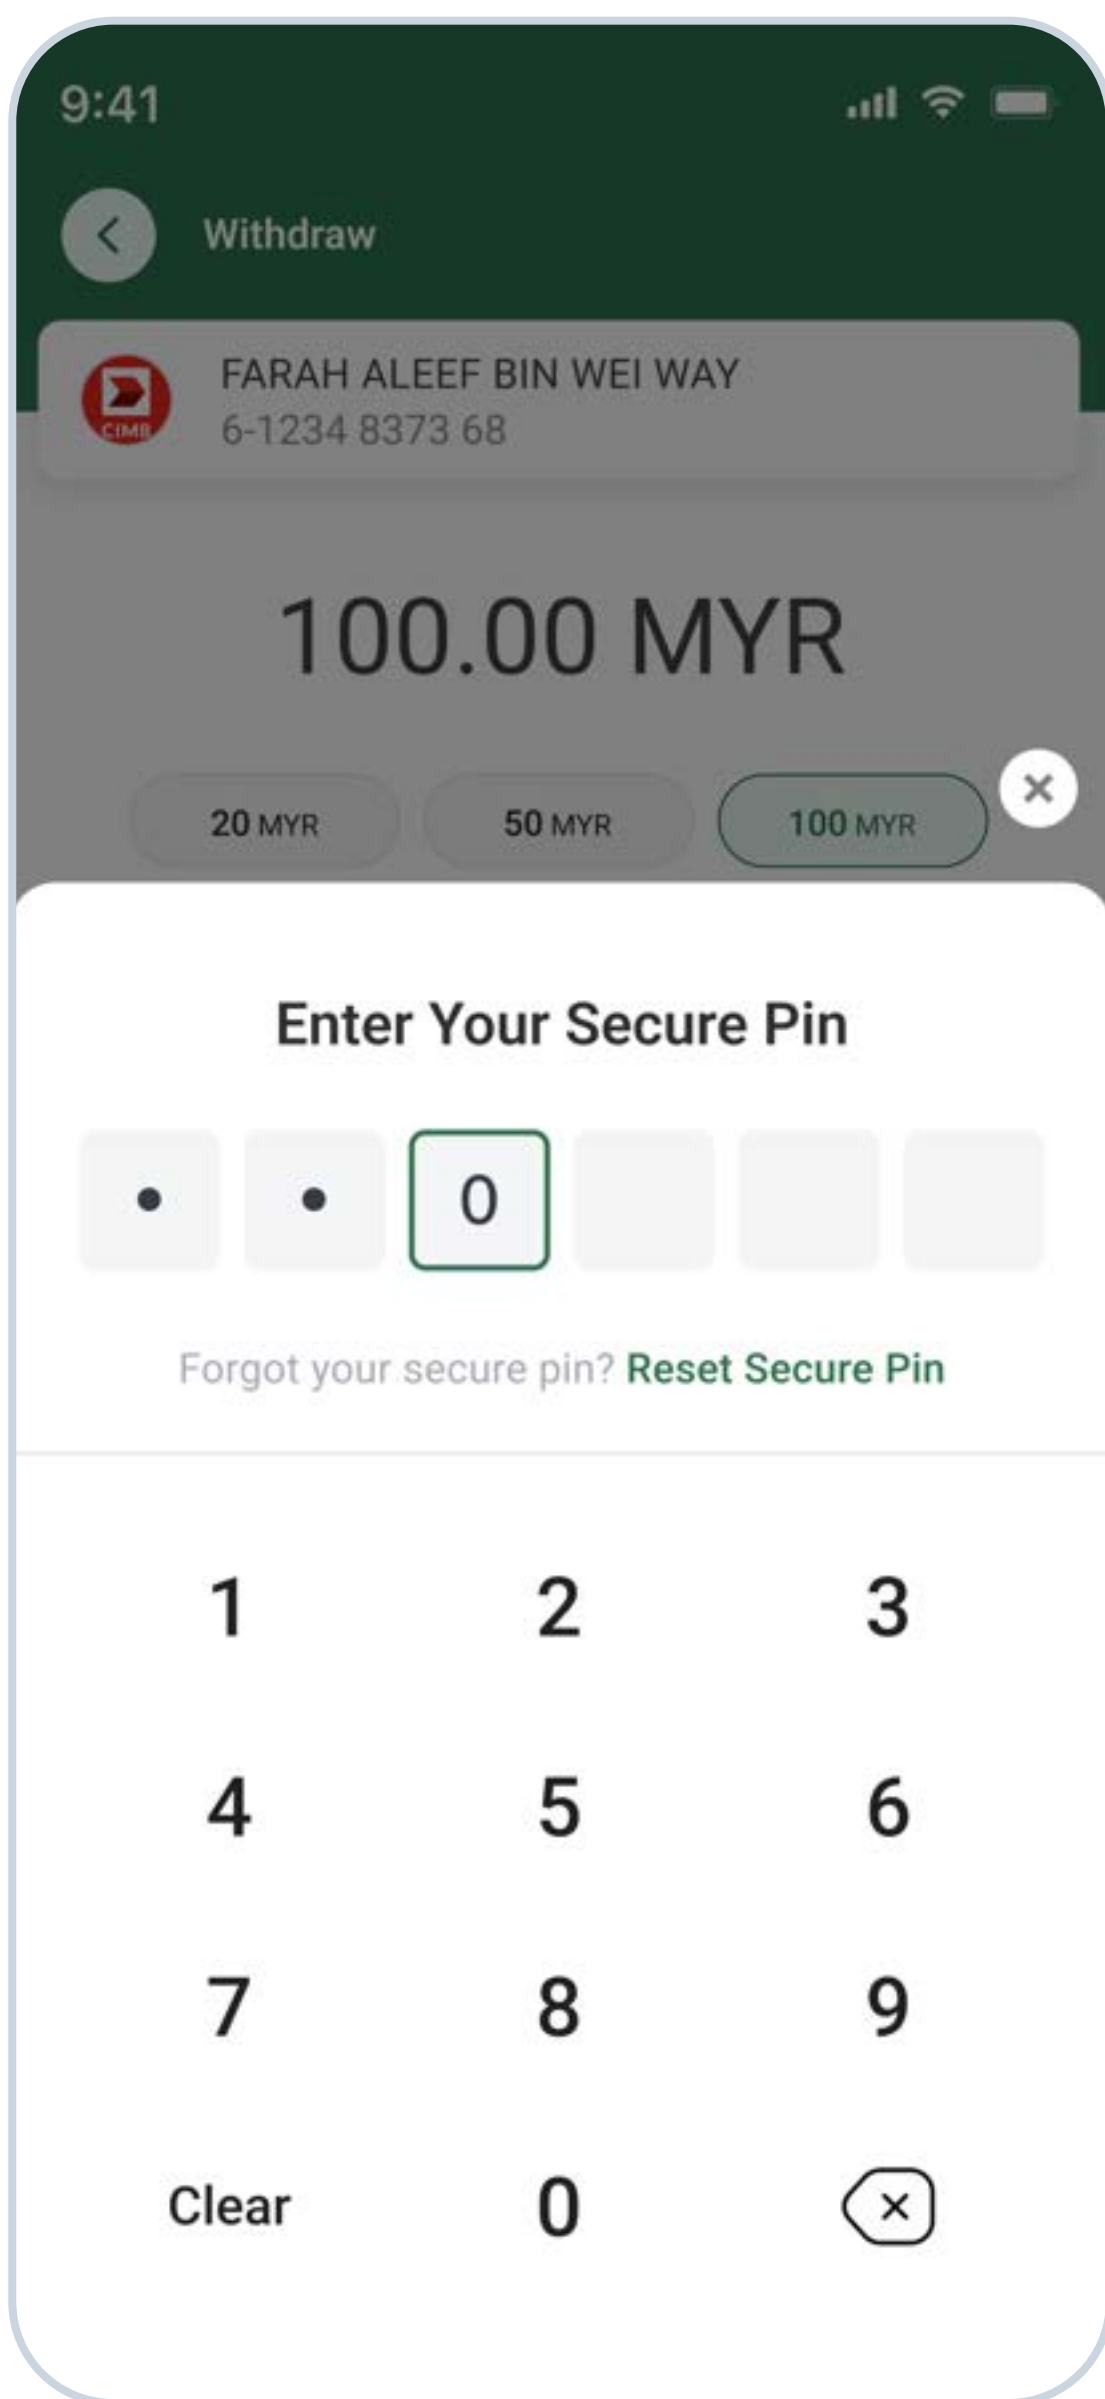 9:41
Withdraw
CIMB
FARAH ALEEF BIN WEI WAY
6-1234 8373 68
100.00 MYR
20 MYR 50 MYR 100 MYR
Enter Your Secure Pin
0
Forgot your secure pin? Reset Secure Pin
1 2 3
4 5 6
7 8 9
Clear 0